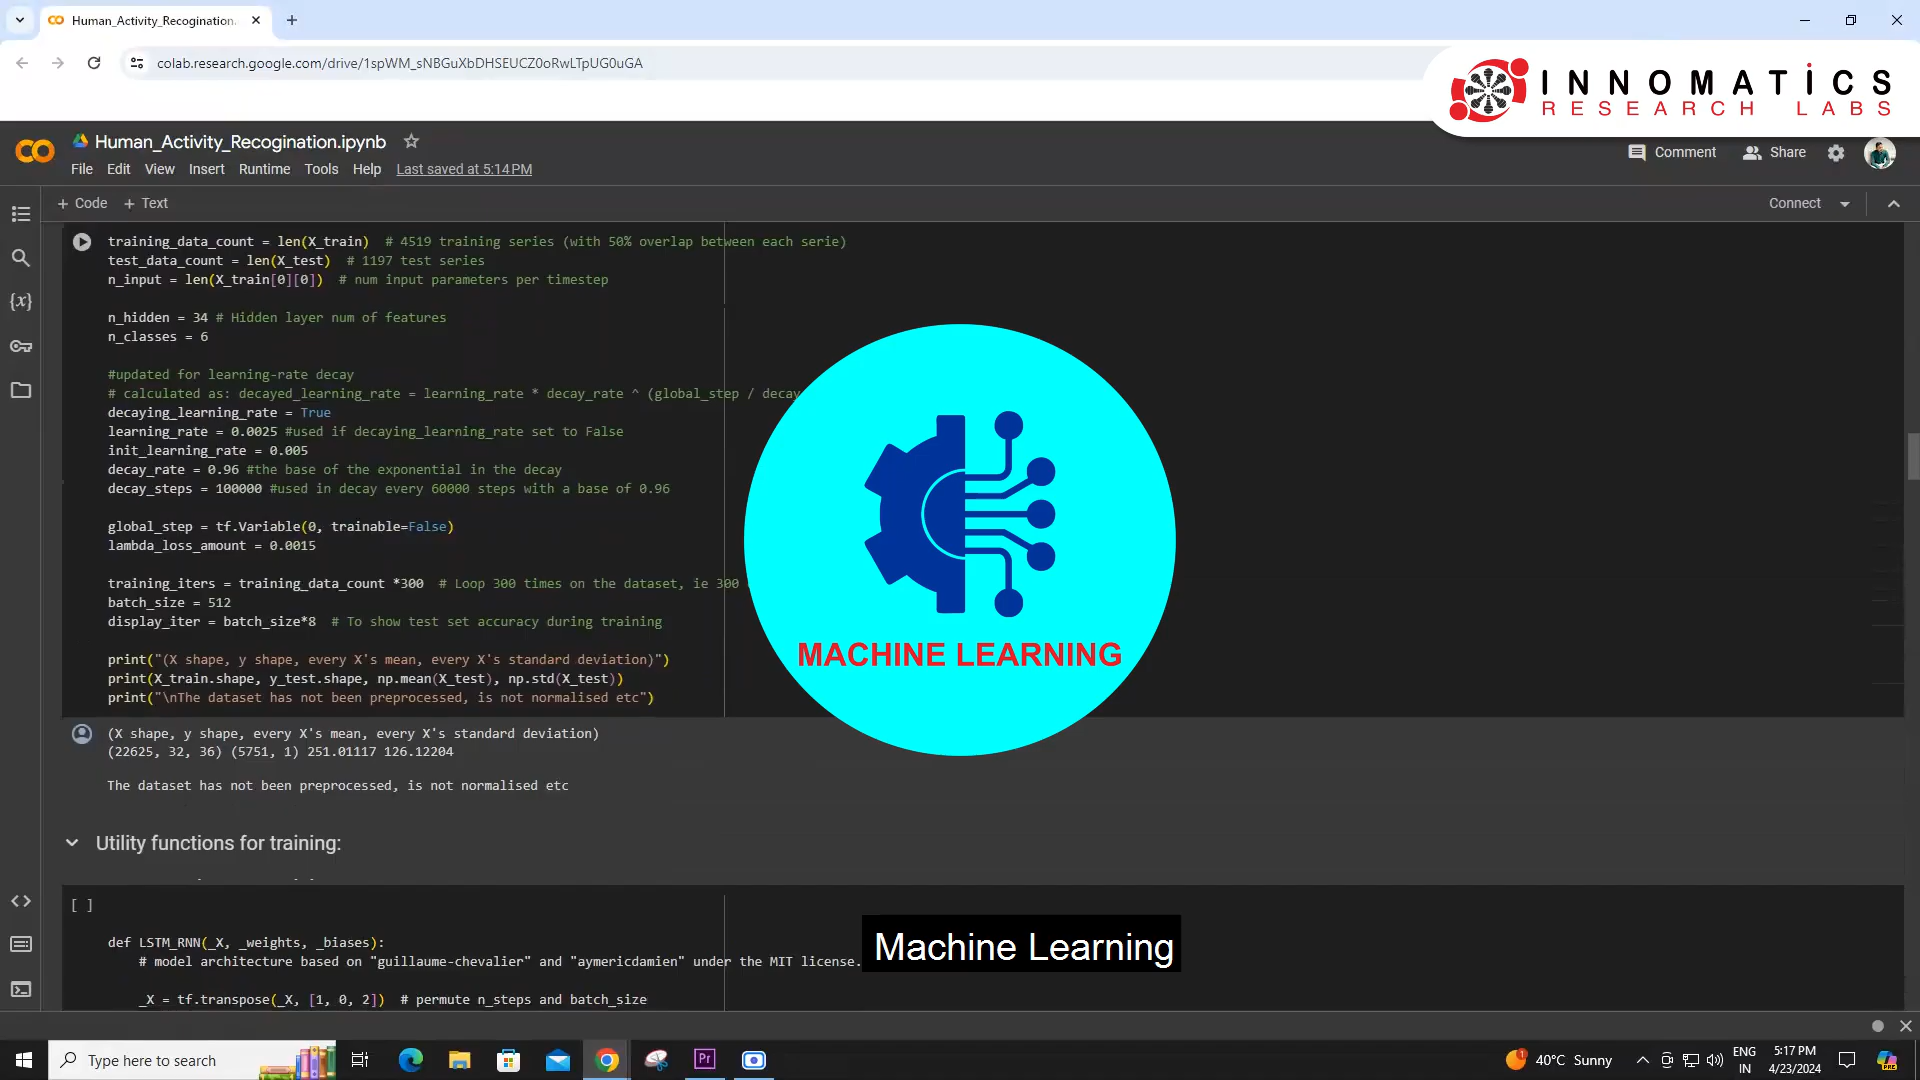 Human_Activity_Recogination.
colab.research.google.com/drive/1spWM_sNBGuXbDHSEUCZ0oRwLTpUG0uGA
INNOMATICS
RESEARCH LABS
Human_Activity_Recogination.ipynb
Comment
Share
File Edit View Insert Runtime Tools Help Last saved at 5:14 PM
+ Code + Text
Connect
training_data_count = len(X_train)  # 4519 training series (with 50% overlap between each serie)
test_data_count = len(X_test)  # 1197 test series
n_input = len(X_train[0][0])  # num input parameters per timestep
n_hidden = 34 # Hidden layer num of features
n_classes = 6
#updated for learning-rate decay
# calculated as: decayed_learning_rate = learning_rate * decay_rate ^ (global_step / decay
decaying_learning_rate = True
learning_rate = 0.0025 #used if decaying_learning_rate set to False
init_learning_rate = 0.005
decay_rate = 0.96 #the base of the exponential in the decay
decay_steps = 100000 #used in decay every 60000 steps with a base of 0.96
global_step = tf.Variable(0, trainable=False)
lambda_loss_amount = 0.0015
training_iters = training_data_count *300  # Loop 300 times on the dataset, ie 300
batch_size = 512
display_iter = batch_size*8  # To show test set accuracy during training
print("(X shape, y shape, every X's mean, every X's standard deviation)")
print(X_train.shape, y_test.shape, np.mean(X_test), np.std(X_test))
print("\nThe dataset has not been preprocessed, is not normalised etc")
MACHINE LEARNING
(X shape, y shape, every X's mean, every X's standard deviation)
(22625, 32, 36) (5751, 1) 251.01117 126.12204
The dataset has not been preprocessed, is not normalised etc
Utility functions for training:
[ ]
def LSTM_RNN(_X, _weights, _biases):
# model architecture based on "guillaume-chevalier" and "aymericdamien" under the MIT license.
_X = tf.transpose(_X, [1, 0, 2])  # permute n_steps and batch_size
Machine Learning
Type here to search
Pr
1
40°C Sunny
ENG
IN
5:17 PM
4/23/2024